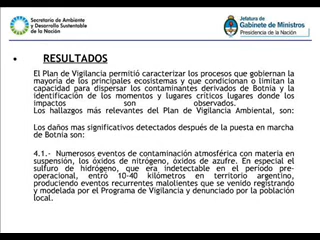 Secretaría de Ambiente
y Desarrollo Sustentable
de la Nación
Jefatura de
Gabinete de Ministros
Presidencia de la Nación
• RESULTADOS
El Plan de Vigilancia permitió caracterizar los procesos que gobiernan la
mayoría de los principales ecosistemas y que condicionan o limitan la
capacidad para dispersar los contaminantes derivados de Botnia y la
identificación de los momentos y lugares críticos lugares donde los
impactos son observados.
Los hallazgos más relevantes del Plan de Vigilancia Ambiental, son:
Los daños mas significativos detectados después de la puesta en marcha
de Botnia son:
4.1.- Numerosos eventos de contaminación atmosférica con materia en
suspensión, los óxidos de nitrógeno, óxidos de azufre. En especial el
sulfuro de hidrógeno, que era indetectable en el período pre-
operacional, entró 10-40 kilómetros en territorio argentino,
produciendo eventos recurrentes malolientes que se venido registrando
y modelado por el Programa de Vigilancia y denunciado por la población
local.